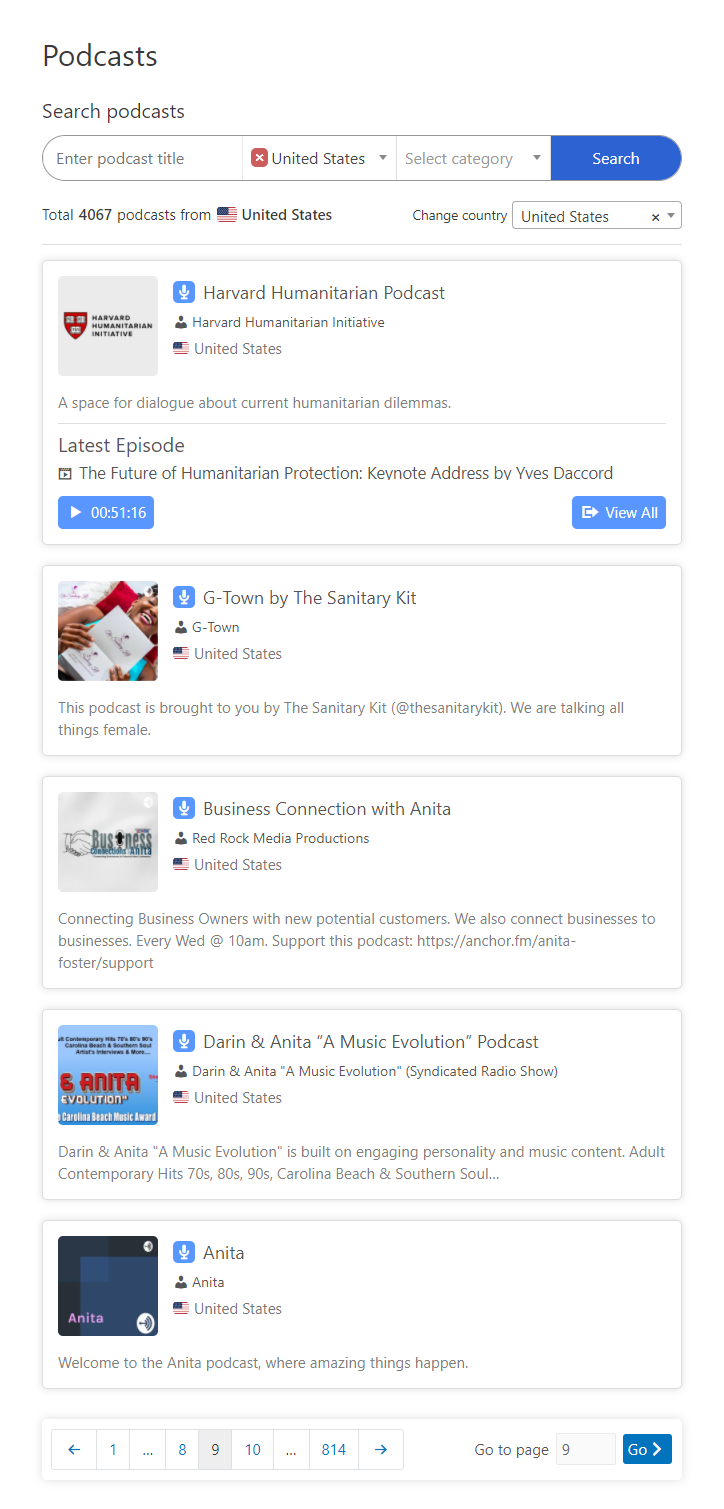 Podcasts
Search podcasts
Enter podcast title
United States
Select category
Search
Total 4067 podcasts from United States
Change country
United States ×
HARVARD
HUMANITARIAN
INITIATIVE
Harvard Humanitarian Podcast
Harvard Humanitarian Initiative
United States
A space for dialogue about current humanitarian dilemmas.
Latest Episode
The Future of Humanitarian Protection: Keynote Address by Yves Daccord
00:51:16
View All
G-Town by The Sanitary Kit
G-Town
United States
This podcast is brought to you by The Sanitary Kit (@thesanitarykit). We are talking all
things female.
Business
Connections Anita
Business Connection with Anita
Red Rock Media Productions
United States
Connecting Business Owners with new potential customers. We also connect businesses to
businesses. Every Wed @ 10am. Support this podcast: https://anchor.fm/anita-
foster/support
ult Contemporary Hits 70's 80's 90's
Carolina Beach & Southern Soul
Artist's Interviews & More....
& ANITA
EVOLUTION"
Carolina Beach Music Award
Darin & Anita “A Music Evolution” Podcast
Darin & Anita "A Music Evolution" (Syndicated Radio Show)
United States
Darin & Anita "A Music Evolution" is built on engaging personality and music content. Adult
Contemporary Hits 70s, 80s, 90s, Carolina Beach & Southern Soul...
Anita
Anita
Anita
United States
Welcome to the Anita podcast, where amazing things happen.
← 1 ... 8 9 10 ... 814 →
Go to page 9 Go